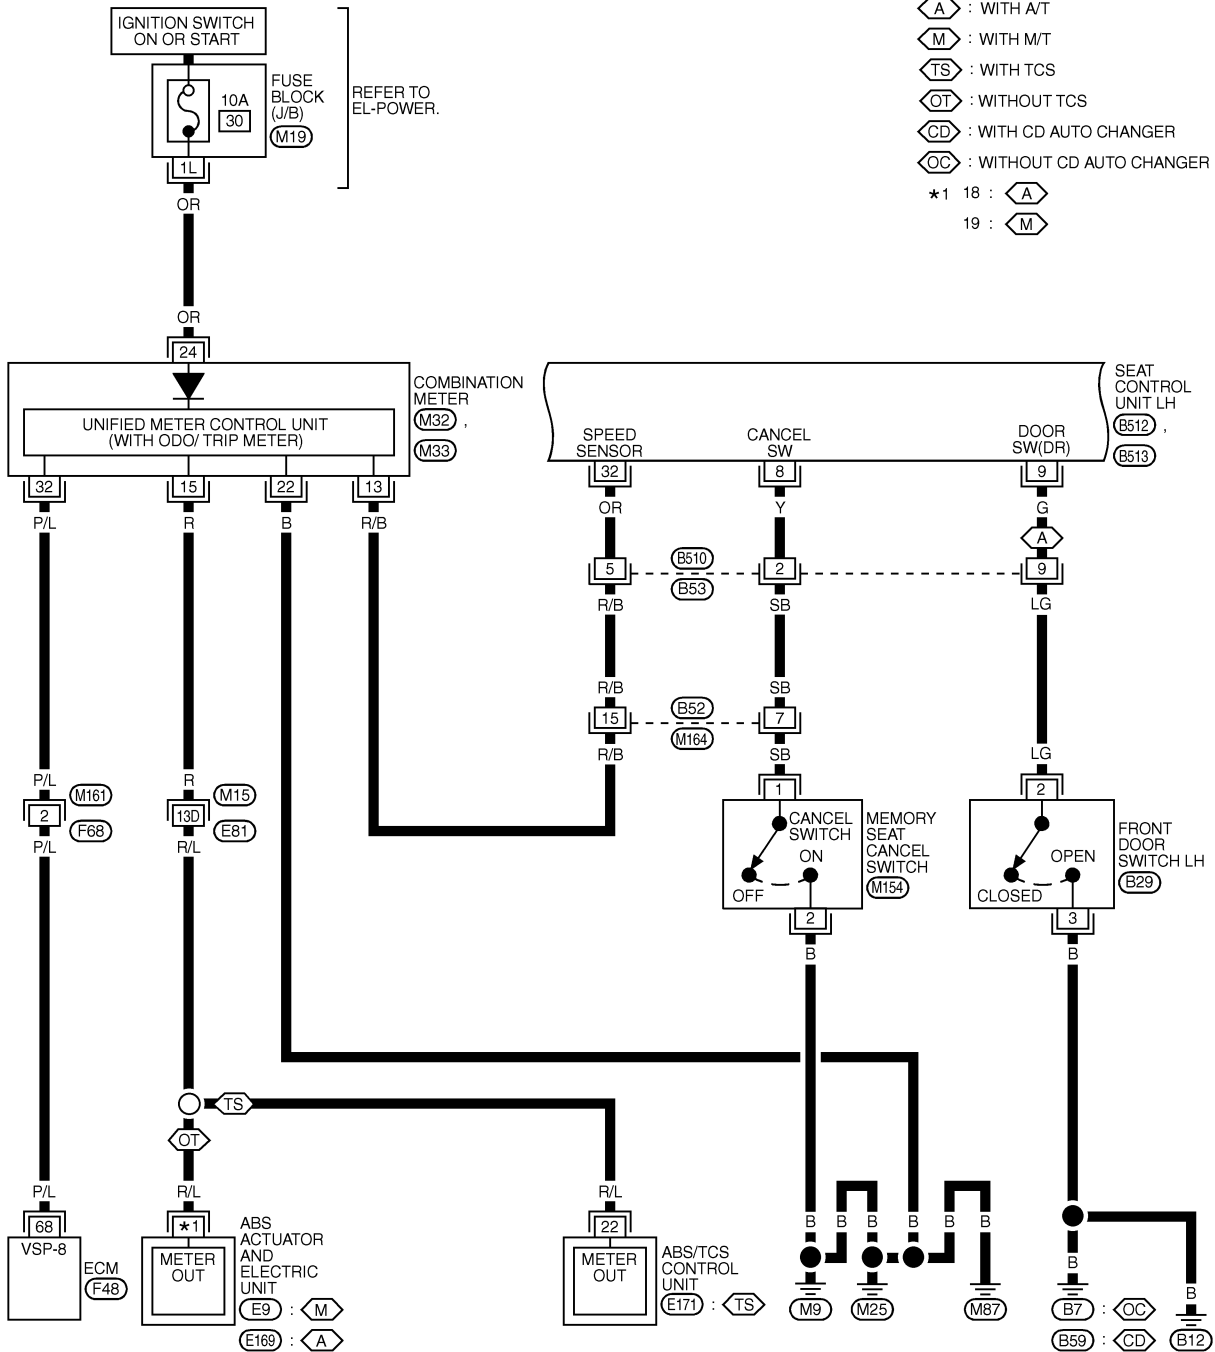 IGNITION SWITCH
ON OR START
FUSE
BLOCK
(J/B)
M19
10A
30
1L
REFER TO
EL-POWER.
A : WITH A/T
M : WITH M/T
TS : WITH TCS
OT : WITHOUT TCS
CD : WITH CD AUTO CHANGER
OC : WITHOUT CD AUTO CHANGER
*1 18 : A
19 : M
OR
OR
24
UNIFIED METER CONTROL UNIT
(WITH ODO/ TRIP METER)
COMBINATION
METER
M32 ,
M33
32
15
22
13
P/L
R
B
R/B
SPEED
SENSOR
CANCEL
SW
DOOR
SW(DR)
SEAT
CONTROL
UNIT LH
B512 ,
B513
32
8
9
OR
Y
G
A
5
B510
B53
2
9
R/B
SB
LG
R/B
SB
15
B52
M164
7
R/B
SB
LG
P/L
R
2
M161
F68
13D
M15
E81
P/L
R/L
1
CANCEL
SWITCH
ON
OFF
2
MEMORY
SEAT
CANCEL
SWITCH
M154
2
OPEN
CLOSED
3
FRONT
DOOR
SWITCH LH
B29
B
B
TS
OT
P/L
R/L
R/L
B
B
B
B
B
B
B
B
68
VSP-8
ECM
F48
*1
METER
OUT
ABS
ACTUATOR
AND
ELECTRIC
UNIT
E9 : M
E169 : A
22
METER
OUT
ABS/TCS
CONTROL
UNIT
E171 : TS
M9
M25
M87
B7 : OC
B59 : CD
B12